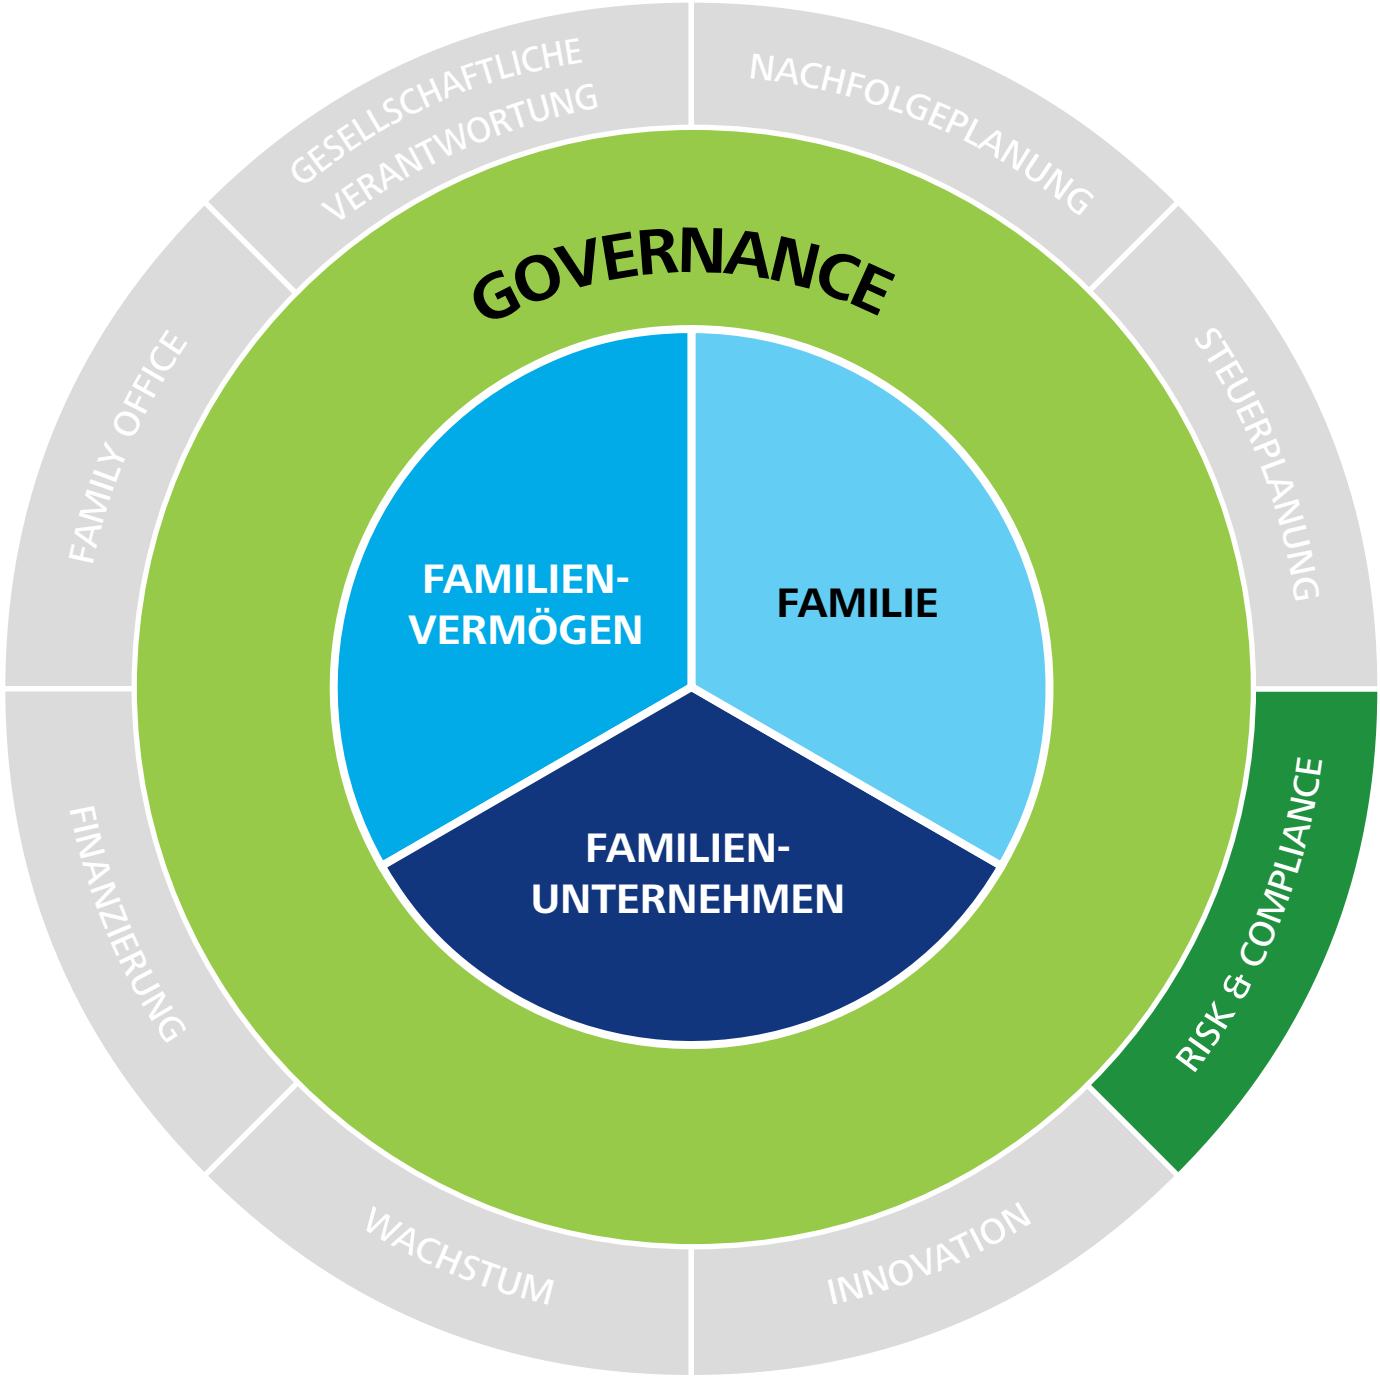 GESELLSCHAFTLICHE
VERANTWORTUNG
NACHFOLGEPLANUNG
STEUERPLANUNG
RISK & COMPLIANCE
INNOVATION
WACHSTUM
FINANZIERUNG
FAMILY OFFICE
GOVERNANCE
FAMILIEN-
VERMÖGEN
FAMILIE
FAMILIEN-
UNTERNEHMEN